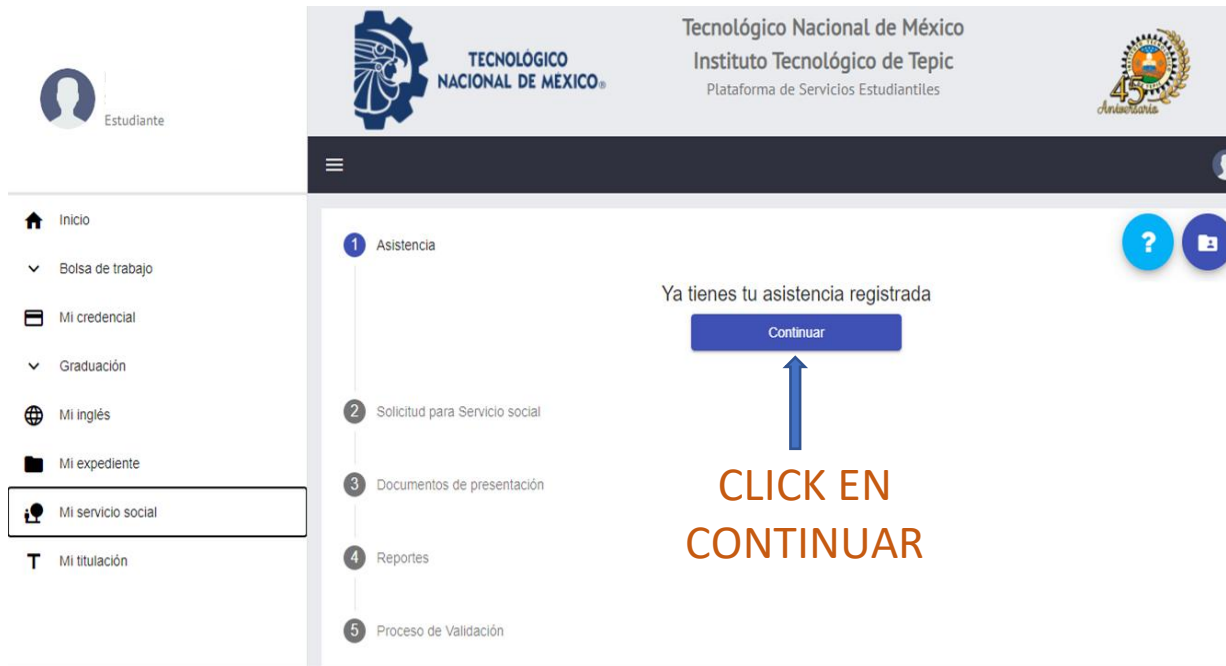 Estudiante
TECNOLÓGICO
NACIONAL DE MÉXICO®
Tecnológico Nacional de México
Instituto Tecnológico de Tepic
Plataforma de Servicios Estudiantiles
45
Aniversario
Inicio
Bolsa de trabajo
Mi credencial
Graduación
Mi inglés
Mi expediente
Mi servicio social
T Mi titulación
1 Asistencia
?
Ya tienes tu asistencia registrada
Continuar
2 Solicitud para Servicio social
3 Documentos de presentación
4 Reportes
5 Proceso de Validación
CLICK EN
CONTINUAR